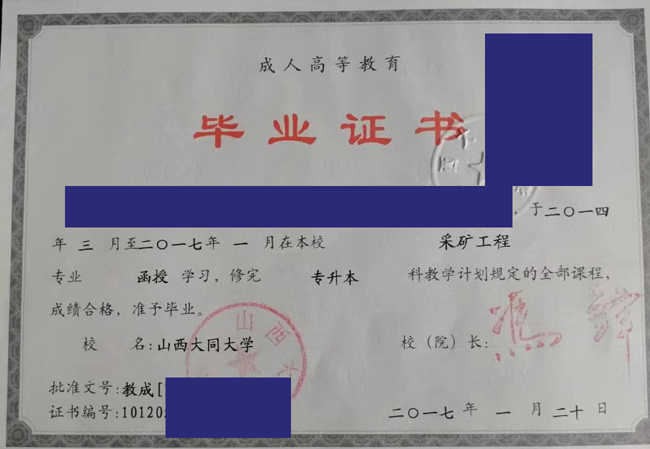 成人高等教育
毕业证书
，于二〇一四
年 三 月至二〇一七年 一 月在本校 采矿工程
专业 函授 学习，修完 专升本 科教学计划规定的全部课程，
成绩合格，准予毕业。
校 名：山西大同大学 校（院）长：
批准文号：教成[
证书编号：10120
二〇一七 年 一 月 二十 日
山西大